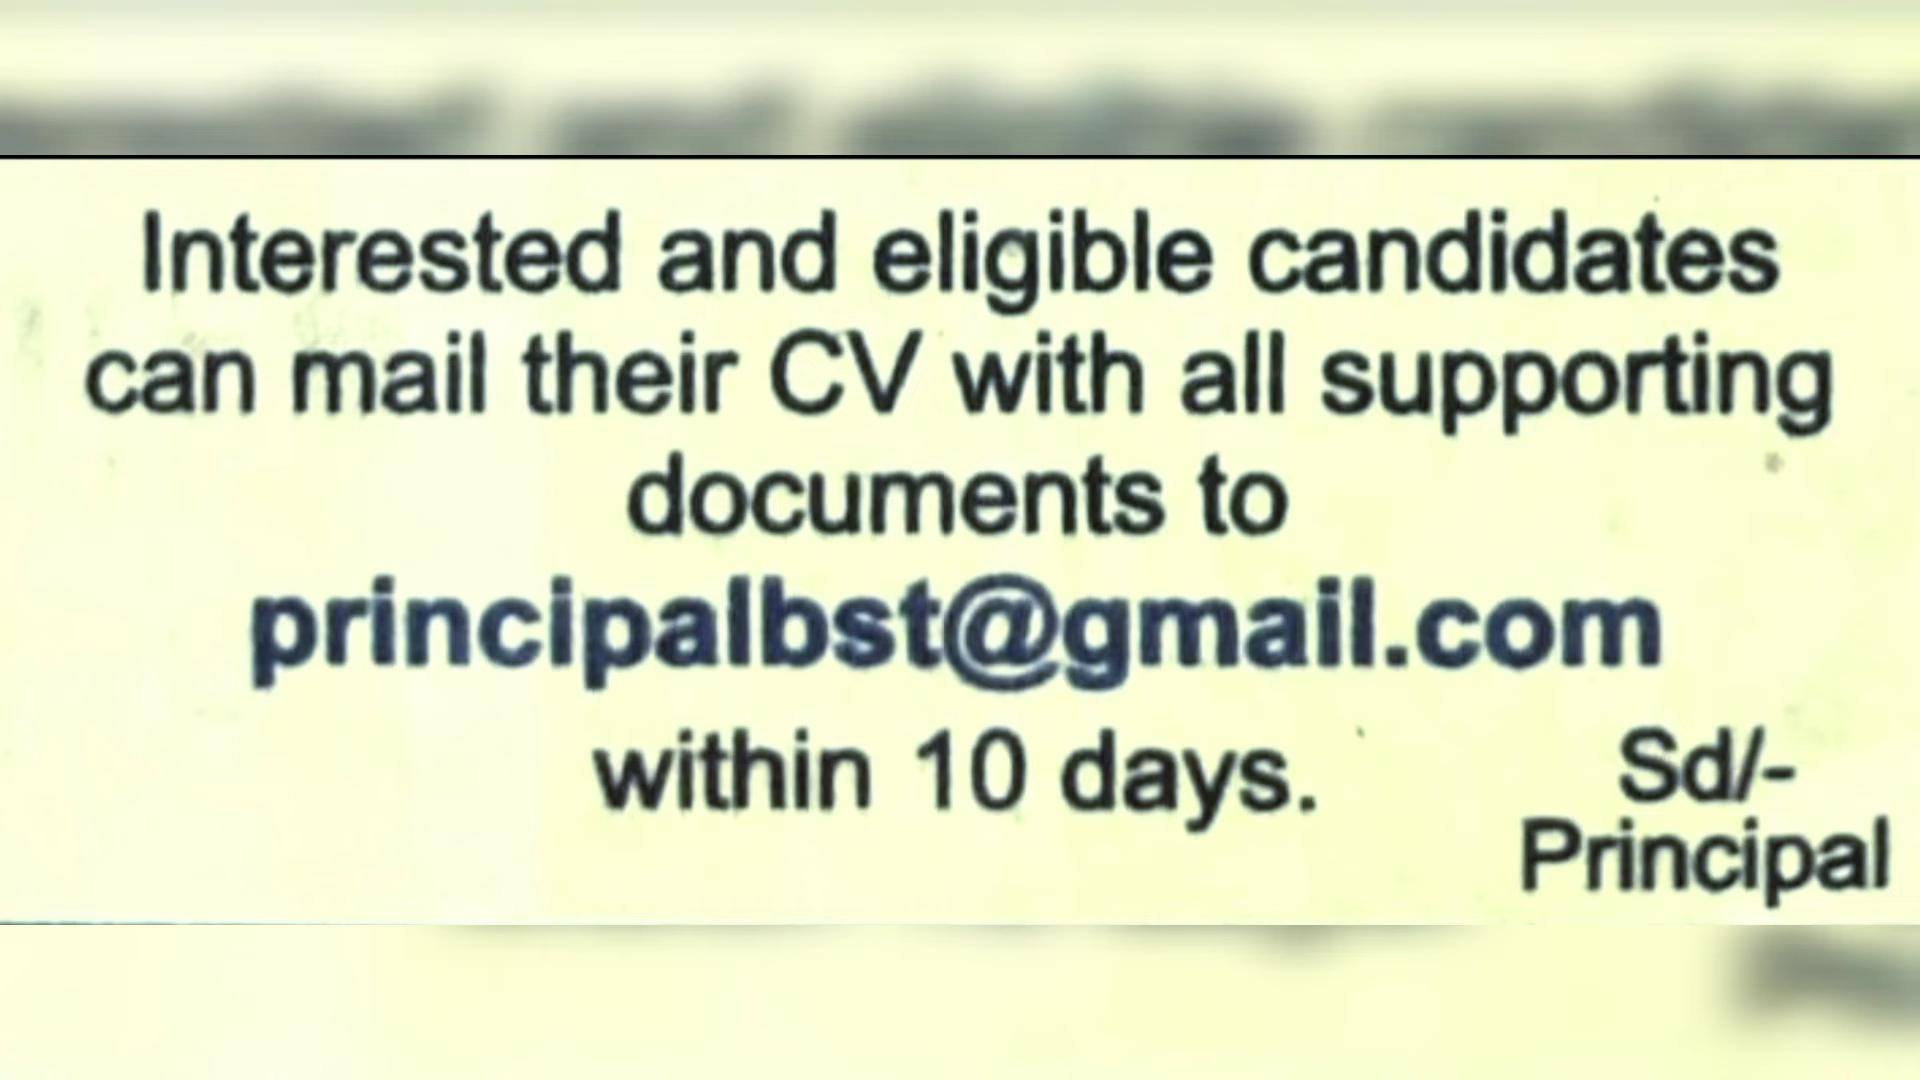 Interested and eligible candidates
can mail their CV with all supporting
documents to
principalbst@gmail.com
within 10 days.
Sd/-
Principal